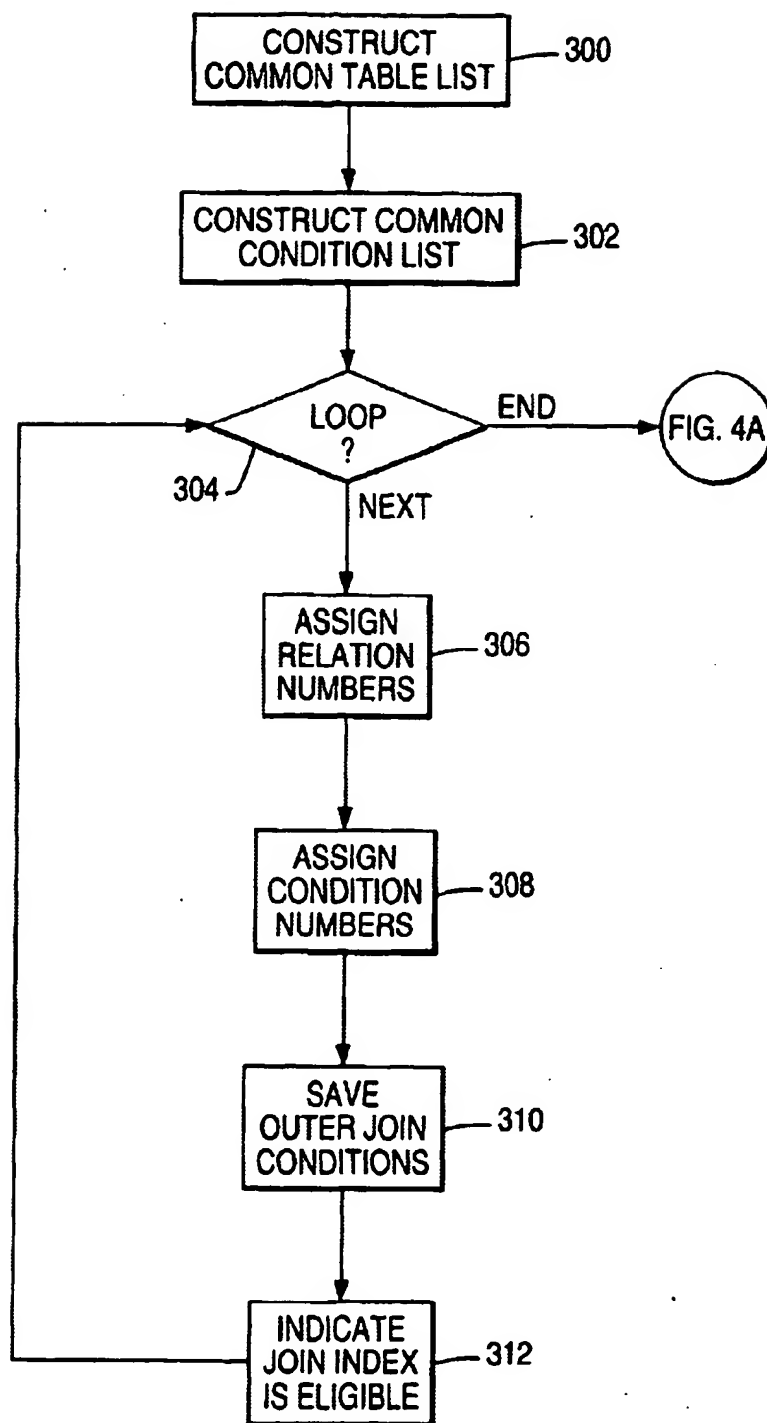 CONSTRUCT
COMMON TABLE LIST
300
CONSTRUCT COMMON
CONDITION LIST
302
LOOP
?
304
END
FIG. 4A
NEXT
ASSIGN
RELATION
NUMBERS
306
ASSIGN
CONDITION
NUMBERS
308
SAVE
OUTER JOIN
CONDITIONS
310
INDICATE
JOIN INDEX
IS ELIGIBLE
312